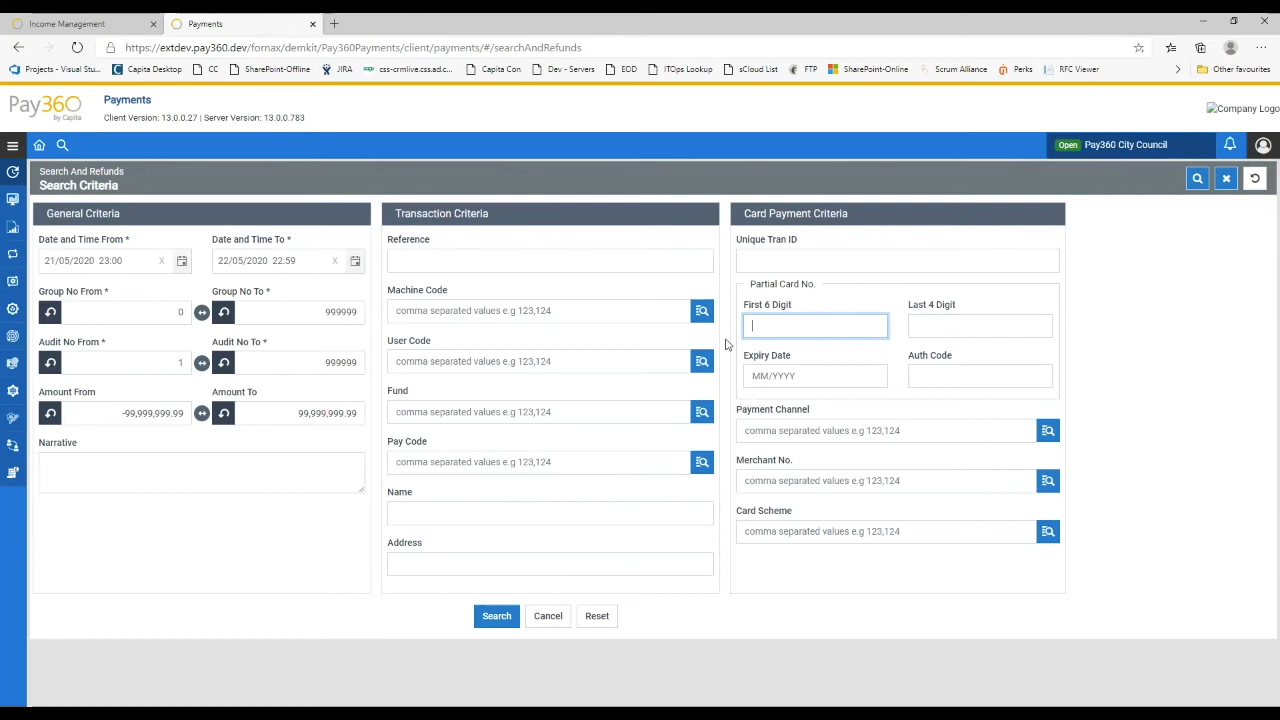 Income Management
Payments
https://extdev.pay360.dev/fornax/demkit/Pay360Payments/client/payments/#/searchAndRefunds
Projects - Visual Stu...
Capita Desktop
CC
SharePoint-Offline
JIRA
css-crmlive.css.ad.c...
Capita Con
Dev - Servers
EOD
ITOps Lookup
sCloud List
FTP
SharePoint-Online
Scrum Alliance
Perks
RFC Viewer
Other favourites
Pay360
by Capita
Payments
Client Version: 13.0.0.27 | Server Version: 13.0.0.783
Company Logo
Open Pay360 City Council
Search And Refunds
Search Criteria
General Criteria
Date and Time From *
Date and Time To *
21/05/2020 23:00 X
22/05/2020 22:59 X
Group No From *
Group No To *
0
999999
Audit No From *
Audit No To *
1
999999
Amount From
Amount To
-99,999,999.99
99,999,999.99
Narrative
Transaction Criteria
Reference
Machine Code
comma separated values e.g 123,124
User Code
comma separated values e.g 123,124
Fund
comma separated values e.g 123,124
Pay Code
comma separated values e.g 123,124
Name
Address
Card Payment Criteria
Unique Tran ID
Partial Card No.
First 6 Digit
Last 4 Digit
Expiry Date
Auth Code
MM/YYYY
Payment Channel
comma separated values e.g 123,124
Merchant No.
comma separated values e.g 123,124
Card Scheme
comma separated values e.g 123,124
Search
Cancel
Reset